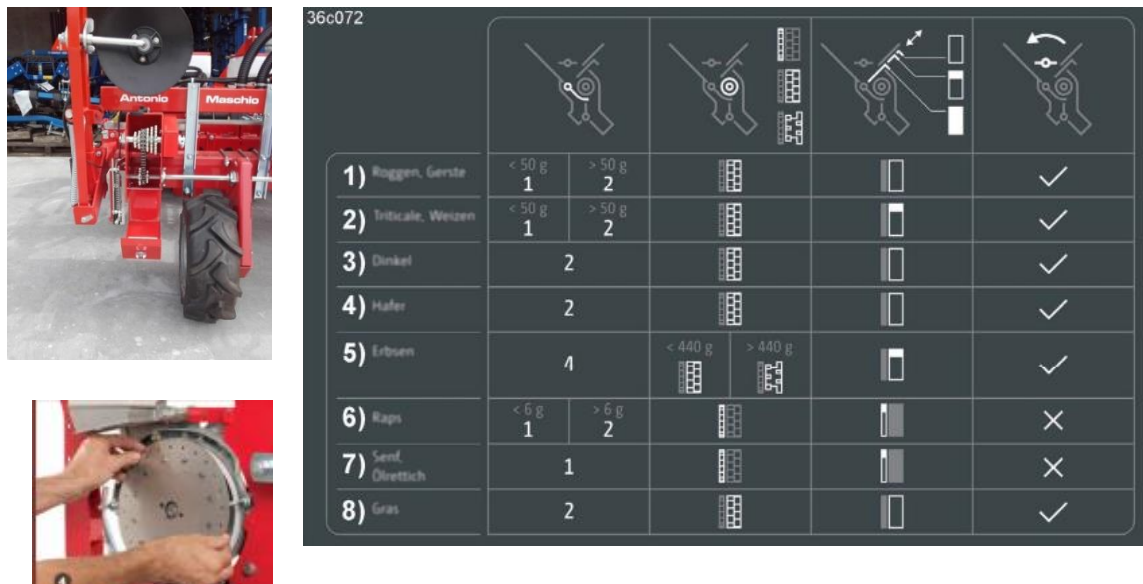 36c072
Antonio Maschio
1) Roggen, Gerste < 50 g 1 > 50 g 2
2) Triticale, Weizen < 50 g 1 > 50 g 2
3) Dinkel 2
4) Hafer 2
5) Erbsen 4 < 440 g > 440 g
6) Raps < 6 g 1 > 6 g 2
7) Senf, Ölrettich 1
8) Gras 2